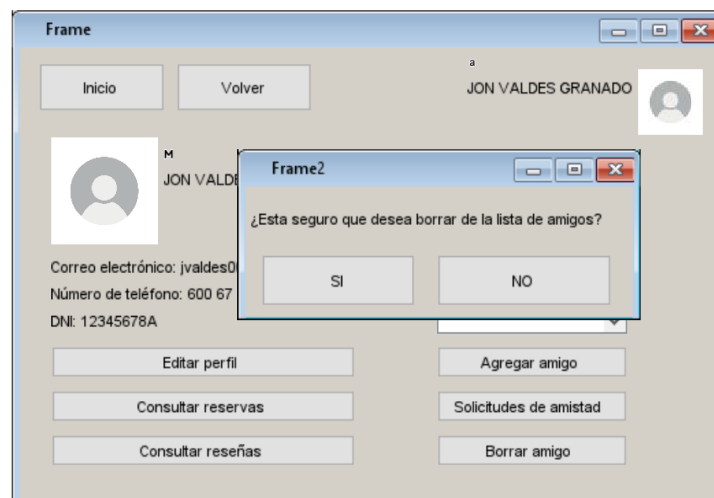 Frame
Inicio
Volver
a
JON VALDES GRANADO
M
JON VALDE
Frame2
¿Esta seguro que desea borrar de la lista de amigos?
SI
NO
Correo electrónico: jvaldes0
Número de teléfono: 600 67
DNI: 12345678A
Editar perfil
Agregar amigo
Consultar reservas
Solicitudes de amistad
Consultar reseñas
Borrar amigo